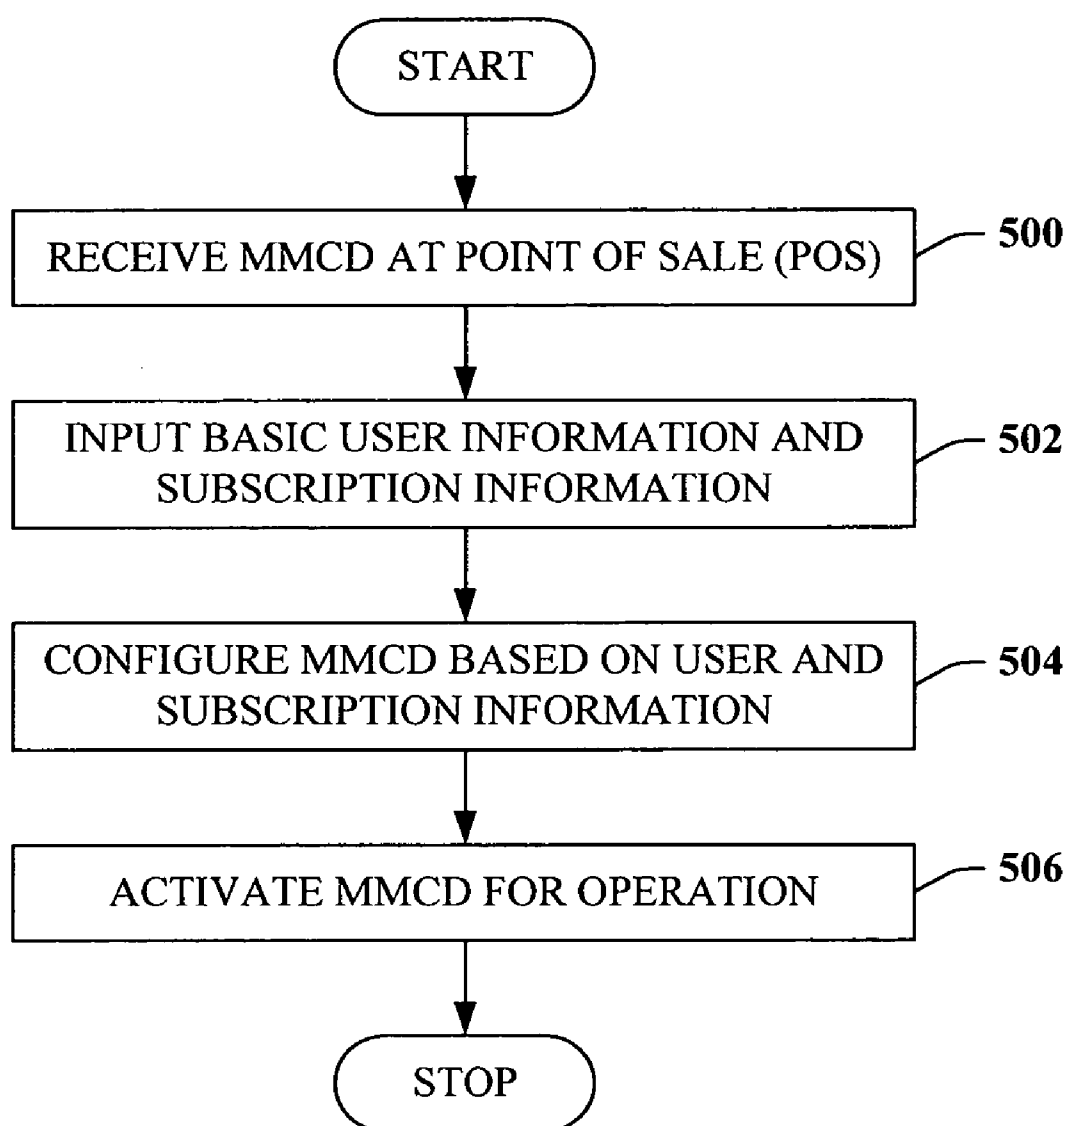 START
RECEIVE MMCD AT POINT OF SALE (POS)
500
INPUT BASIC USER INFORMATION AND
SUBSCRIPTION INFORMATION
502
CONFIGURE MMCD BASED ON USER AND
SUBSCRIPTION INFORMATION
504
ACTIVATE MMCD FOR OPERATION
506
STOP